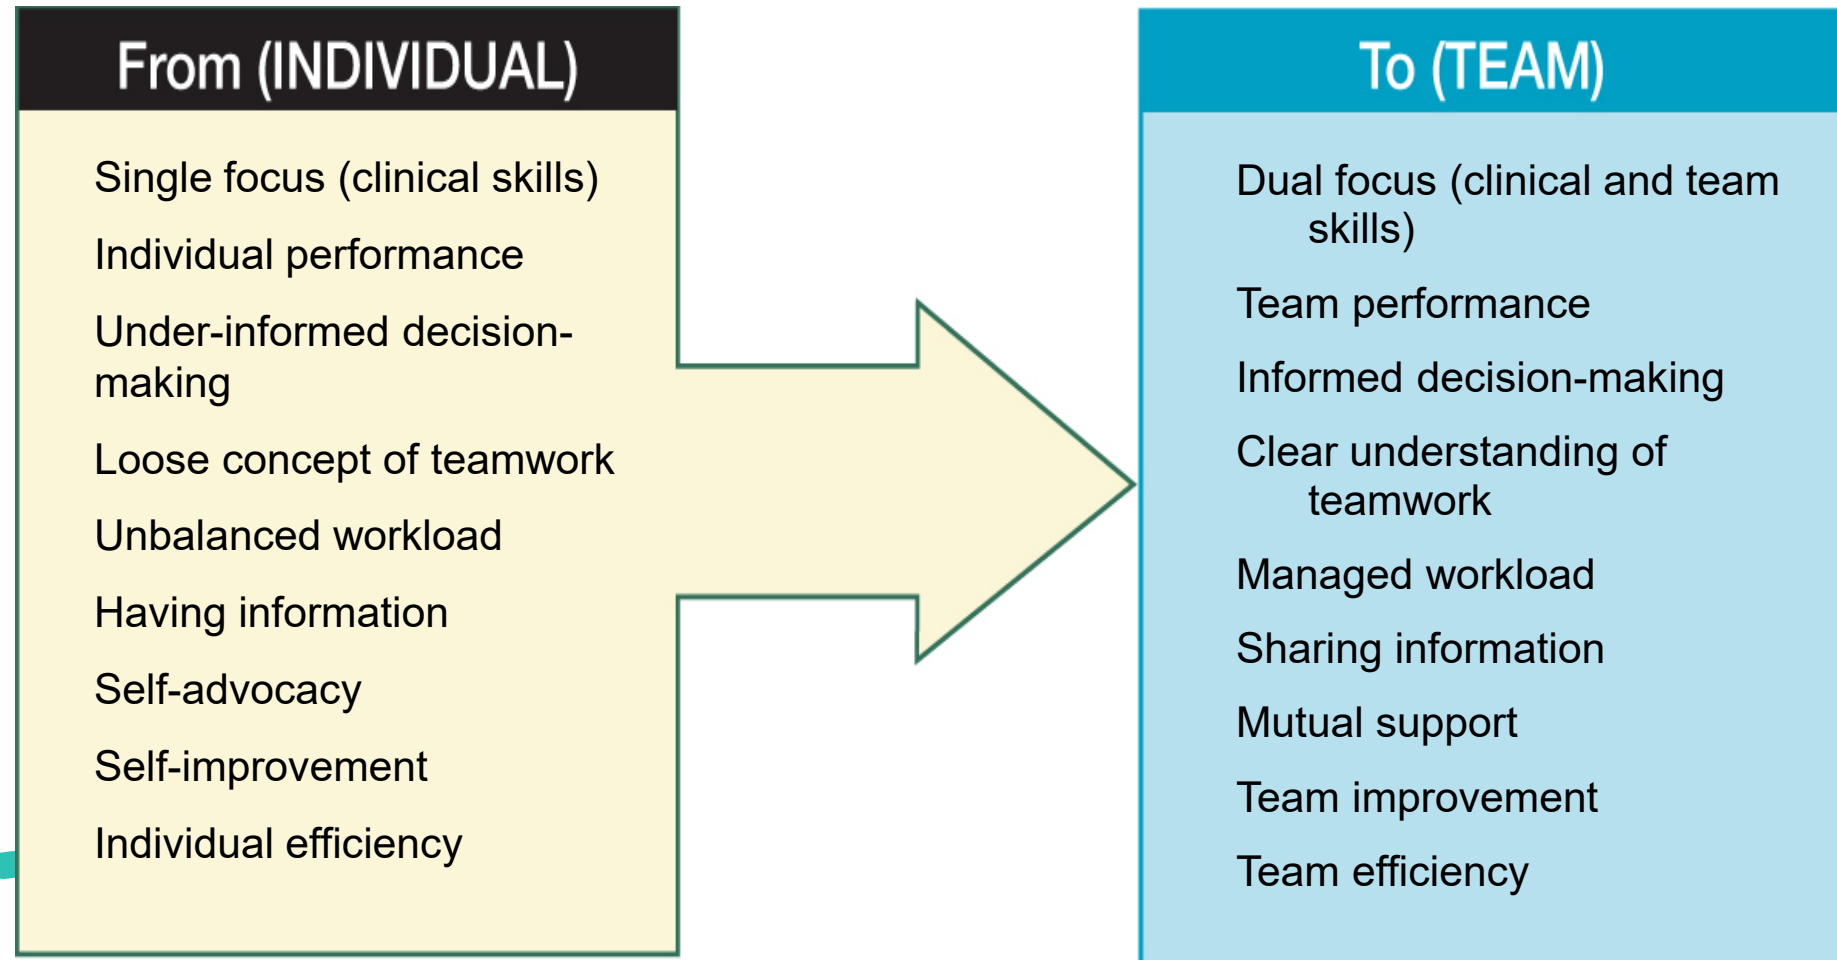 From (INDIVIDUAL)
Single focus (clinical skills)
Individual performance
Under-informed decision-
making
Loose concept of teamwork
Unbalanced workload
Having information
Self-advocacy
Self-improvement
Individual efficiency
To (TEAM)
Dual focus (clinical and team
skills)
Team performance
Informed decision-making
Clear understanding of
teamwork
Managed workload
Sharing information
Mutual support
Team improvement
Team efficiency